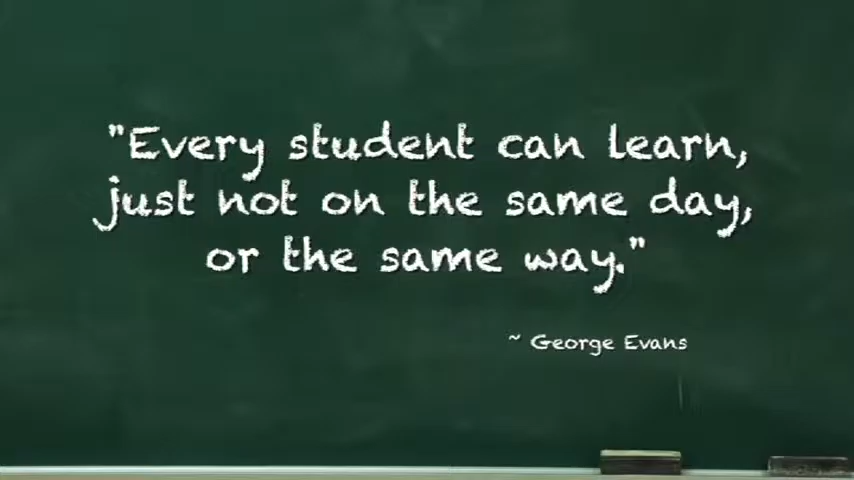 "Every student can learn,
just not on the same day,
or the same way."
~ George Evans